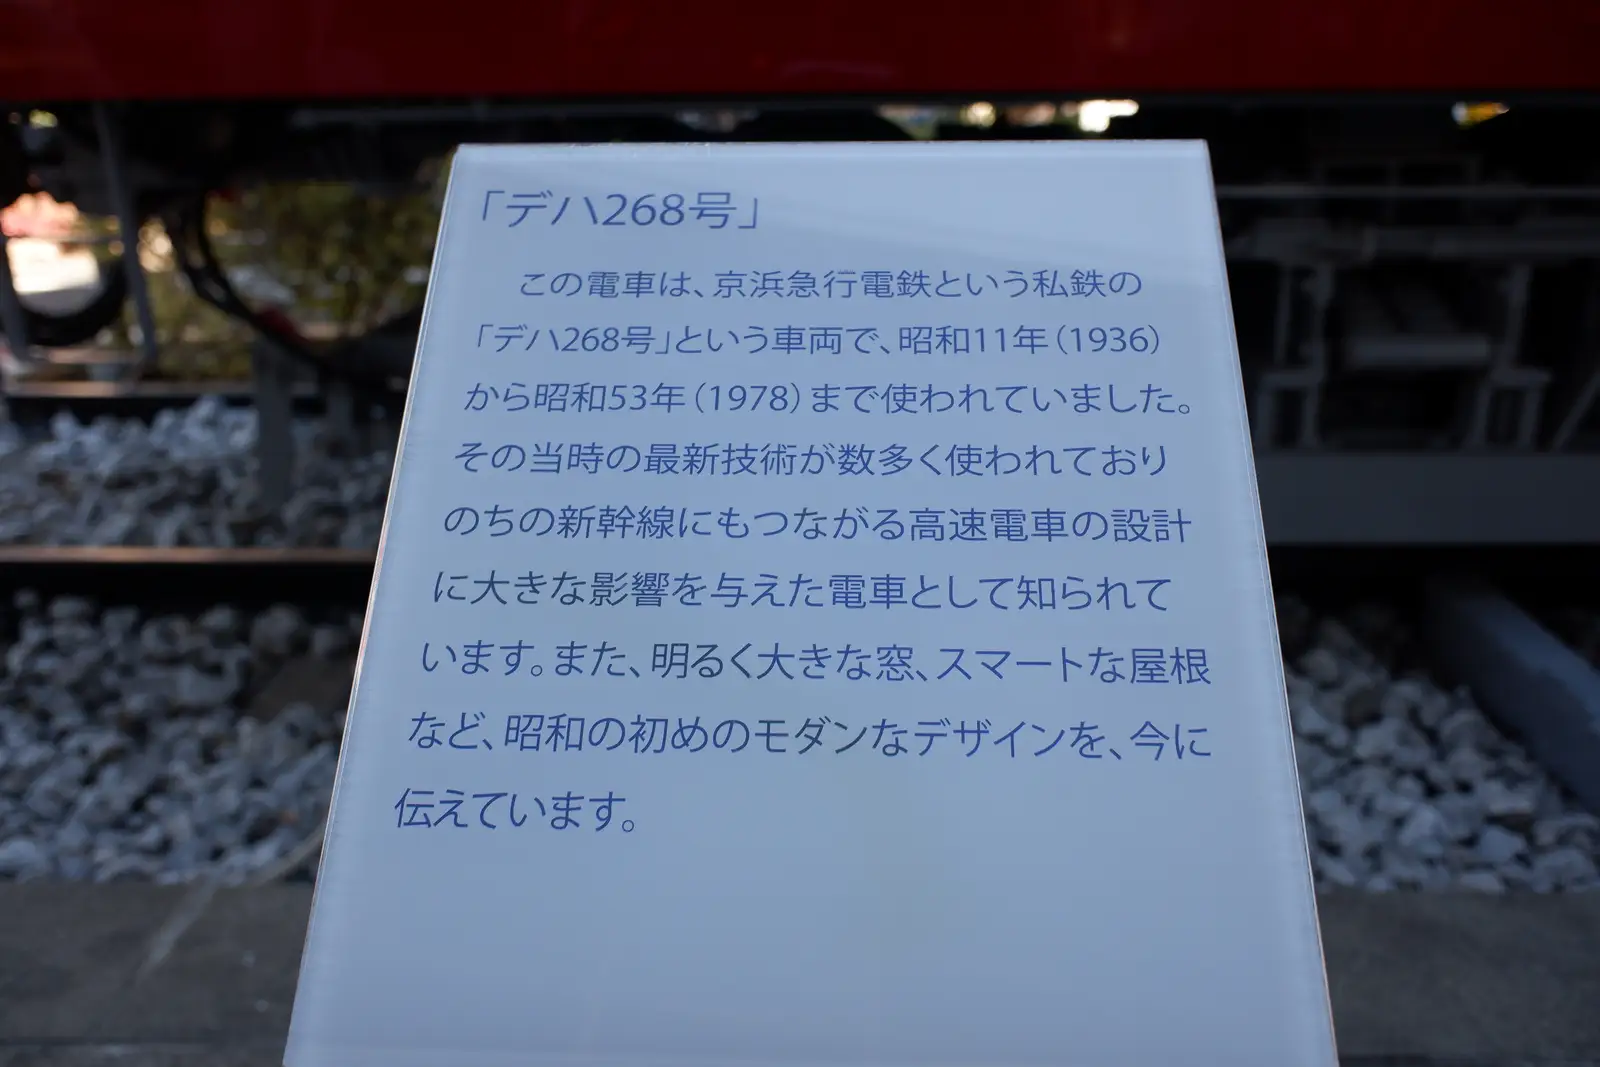 「デハ268号」
この電車は、京浜急行電鉄という私鉄の
「デハ268号」という車両で、昭和11年（1936）
から昭和53年（1978）まで使われていました。
その当時の最新技術が数多く使われており
のちの新幹線にもつながる高速電車の設計
に大きな影響を与えた電車として知られて
います。また、明るく大きな窓、スマートな屋根
など、昭和の初めのモダンなデザインを、今に
伝えています。